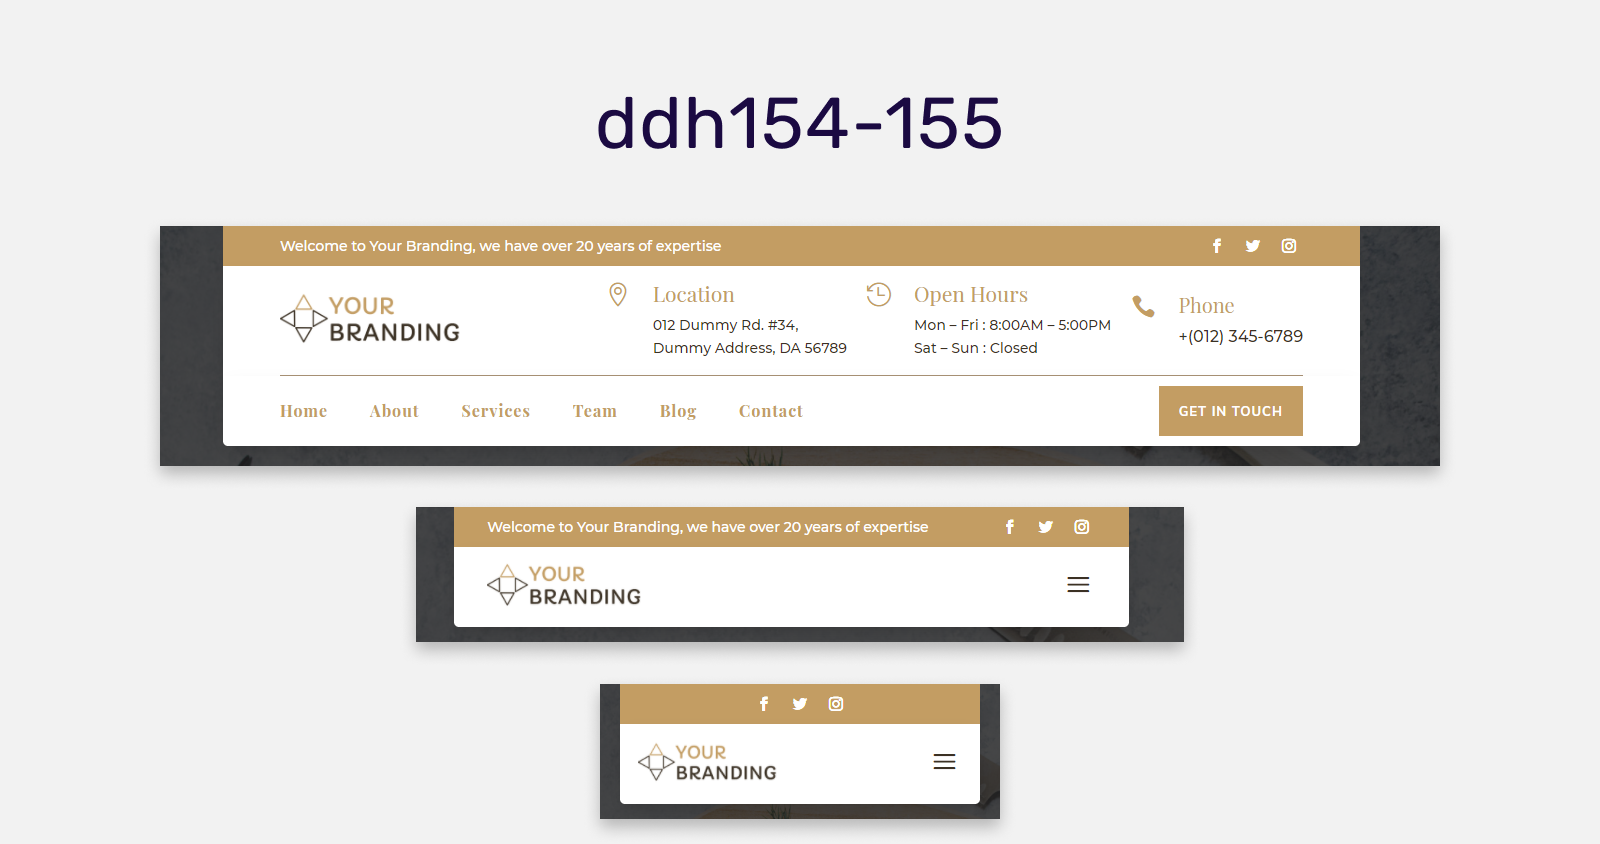 ddh154-155
Welcome to Your Branding, we have over 20 years of expertise
YOUR
BRANDING
Location
012 Dummy Rd. #34,
Dummy Address, DA 56789
Open Hours
Mon – Fri : 8:00AM – 5:00PM
Sat – Sun : Closed
Phone
+(012) 345-6789
Home About Services Team Blog Contact
GET IN TOUCH
Welcome to Your Branding, we have over 20 years of expertise
YOUR
BRANDING
YOUR
BRANDING